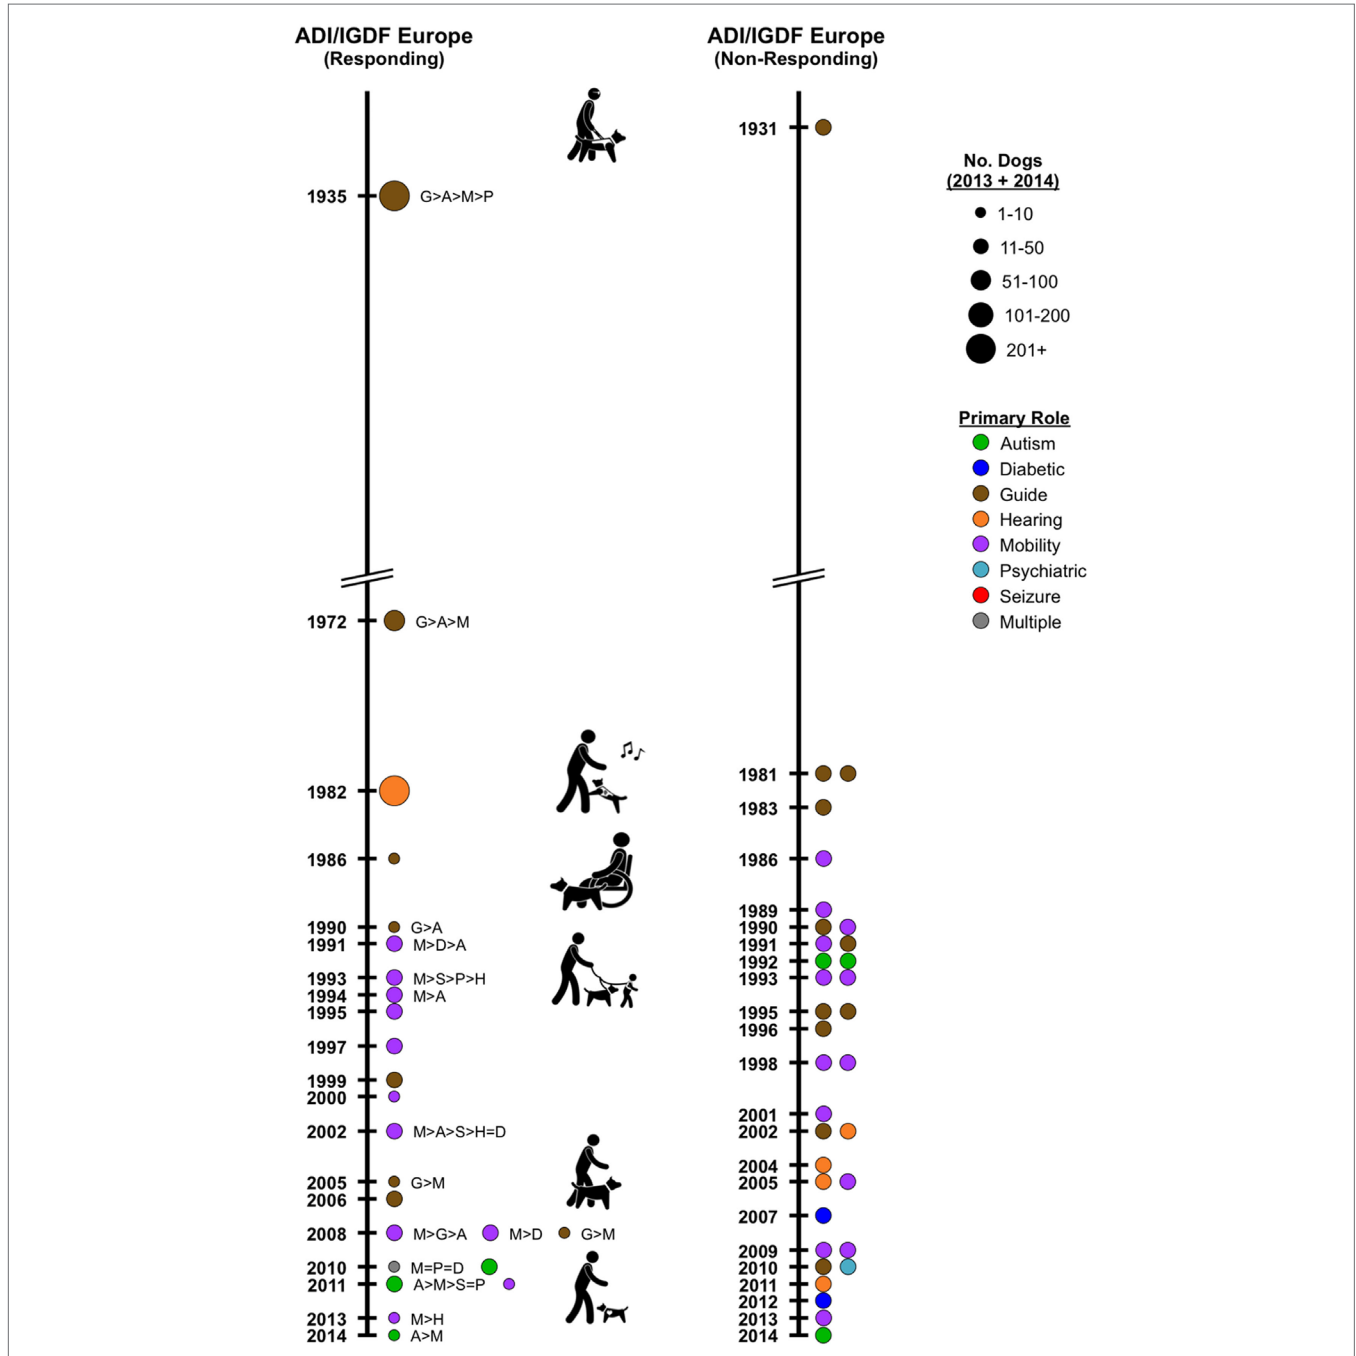 ADI/IGDF Europe
(Responding)
1935 G>A>M>P
1972 G>A>M
1982
1986
1990 G>A
1991 M>D>A
1993 M>S>P>H
1994 M>A
1995
1997
1999
2000
2002 M>A>S>H=D
2005 G>M
2006
2008 M>G>A M>D G>M
2010 M=P=D
2011 A>M>S=P
2013 M>H
2014 A>M
ADI/IGDF Europe
(Non-Responding)
1931
1981
1983
1986
1989
1990
1991
1992
1993
1995
1996
1998
2001
2002
2004
2005
2007
2009
2010
2011
2012
2013
2014
No. Dogs
(2013 + 2014)
1-10
11-50
51-100
101-200
201+
Primary Role
Autism
Diabetic
Guide
Hearing
Mobility
Psychiatric
Seizure
Multiple